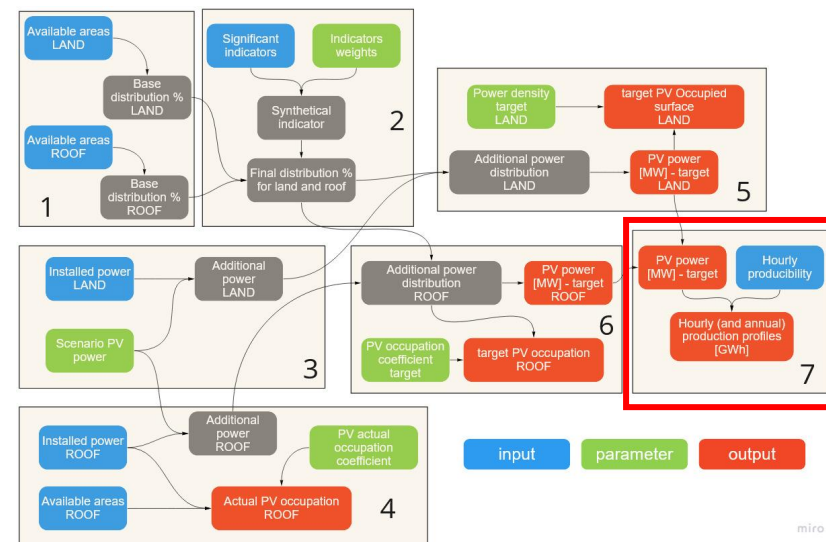 Available areas
LAND
Base
distribution %
LAND
Available areas
ROOF
Base
distribution %
ROOF
1
Significant
indicators
Indicators
weights
Synthetical
indicator
2
Final distribution %
for land and roof
Power density
target
LAND
target PV Occupied
surface
LAND
Additional power
distribution
LAND
PV power
[MW] - target
LAND
5
Installed power
LAND
Additional
power
LAND
Scenario PV
power
3
Additional power
distribution
ROOF
PV power
[MW] - target
ROOF
6
PV occupation
coefficient
target
target PV occupation
ROOF
PV power
[MW] - target
Hourly
producibility
Hourly (and annual)
production profiles
[GWh]
7
Installed power
ROOF
Additional
power
ROOF
PV actual
occupation
coefficient
Available areas
ROOF
Actual PV occupation
ROOF
4
input
parameter
output
miro